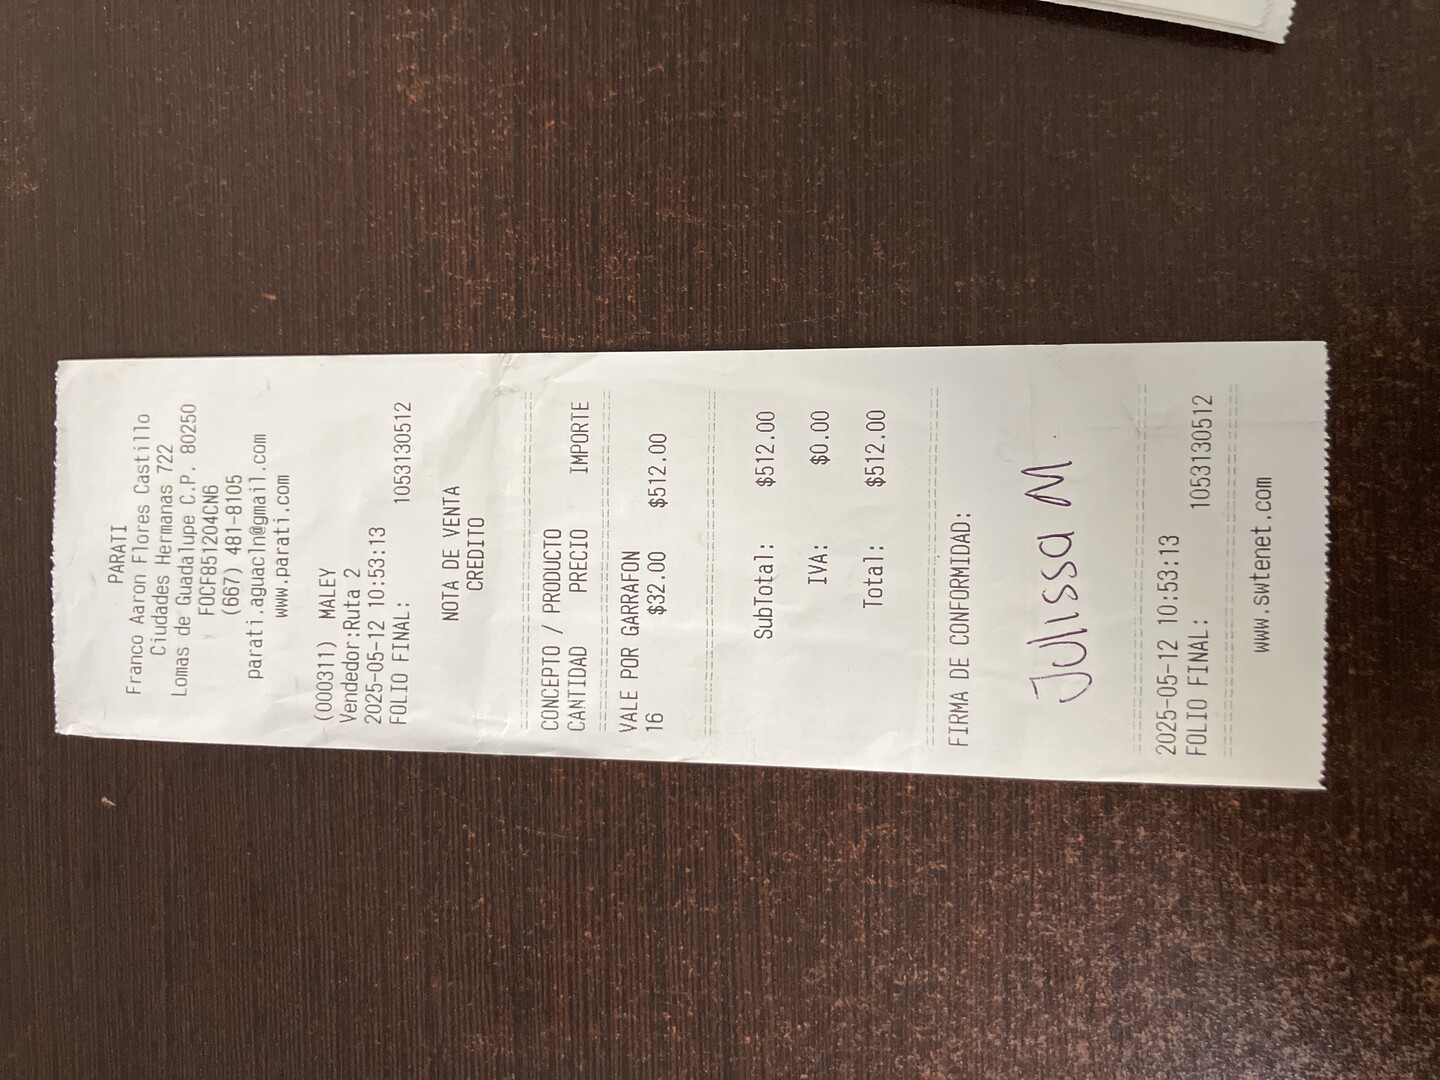 PARATI
Franco Aaron Flores Castillo
Ciudades Hermanas 722
Lomas de Guadalupe C.P. 80250
FOCF851204CN6
(667) 481-8105
parati.aguacln@gmail.com
www.parati.com
(000311) MALEY
Vendedor:Ruta 2
2025-05-12 10:53:13
FOLIO FINAL: 1053130512
NOTA DE VENTA
CREDITO
CONCEPTO / PRODUCTO
CANTIDAD PRECIO IMPORTE
VALE POR GARRAFON
16 $32.00 $512.00
SubTotal: $512.00
IVA: $0.00
Total: $512.00
FIRMA DE CONFORMIDAD:
Julissa M.
2025-05-12 10:53:13
FOLIO FINAL: 1053130512
www.swtenet.com